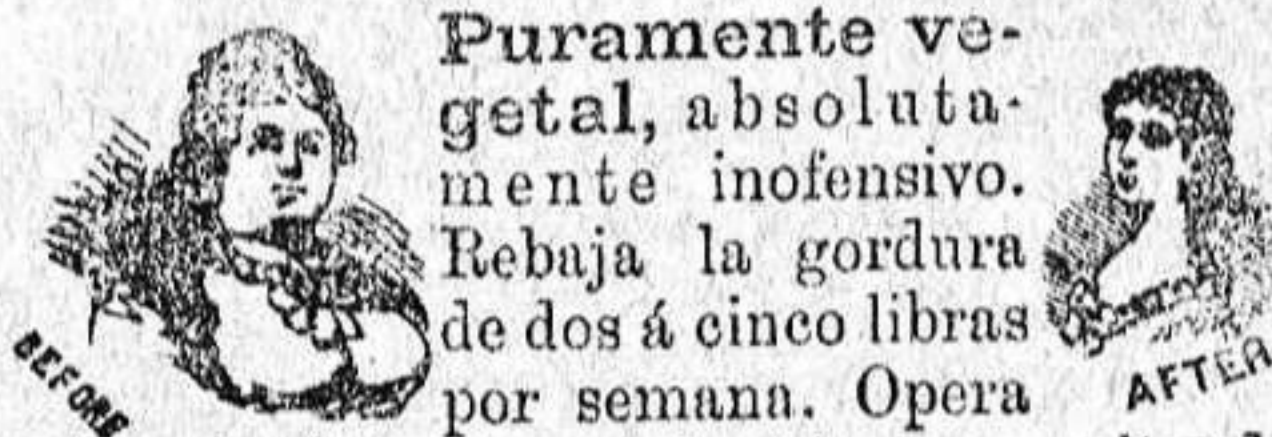 Puramente ve-
getal, absoluta-
mente inofensivo.
Rebaja la gordura
de dos á cinco libras
por semana. Opera
BEFORE
AFTER